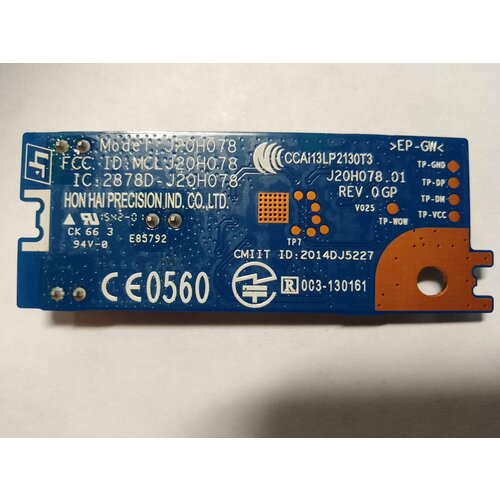 Model: J20H078
FCC ID:MCLJ20H078
IC:2878D-J20H078
HON HAI PRECISION IND. CO.,LTD.
CCAI13LP2130T3
>EP-GW<
J20H078.01
REV.0GP
TP-GND
TP-DP
TP-DM
TP-VCC
V025
TP-WOW
CK 66 3
94V-0
E85792
TP7
CMIIT ID:2014DJ5227
CE0560
R 003-130161